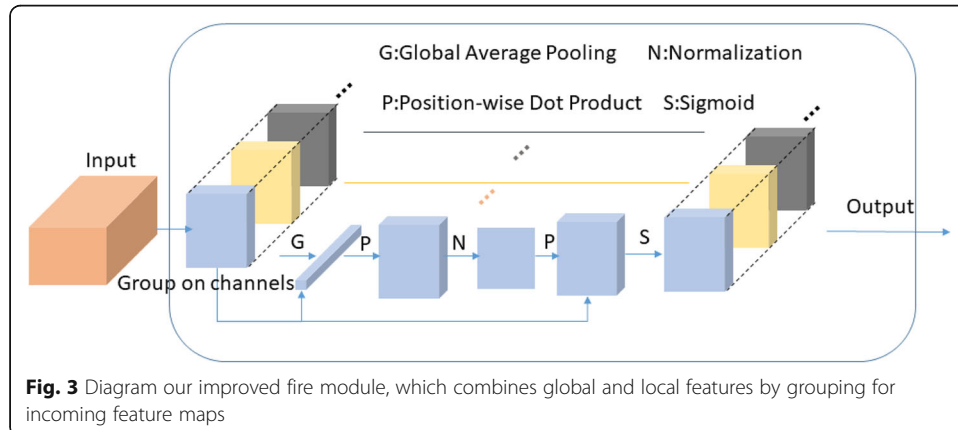 G:Global Average Pooling N:Normalization
P:Position-wise Dot Product S:Sigmoid
Input
Output
G P N P S
Group on channels
Fig. 3 Diagram our improved fire module, which combines global and local features by grouping for
incoming feature maps